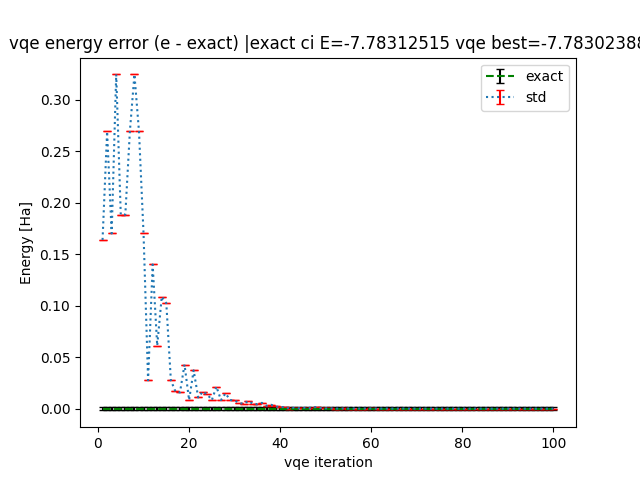 vqe energy error (e - exact) |exact ci E=-7.78312515 vqe best=-7.78302388
exact
std
Energy [Ha]
0.30
0.25
0.20
0.15
0.10
0.05
0.00
0 20 40 60 80 100
vqe iteration